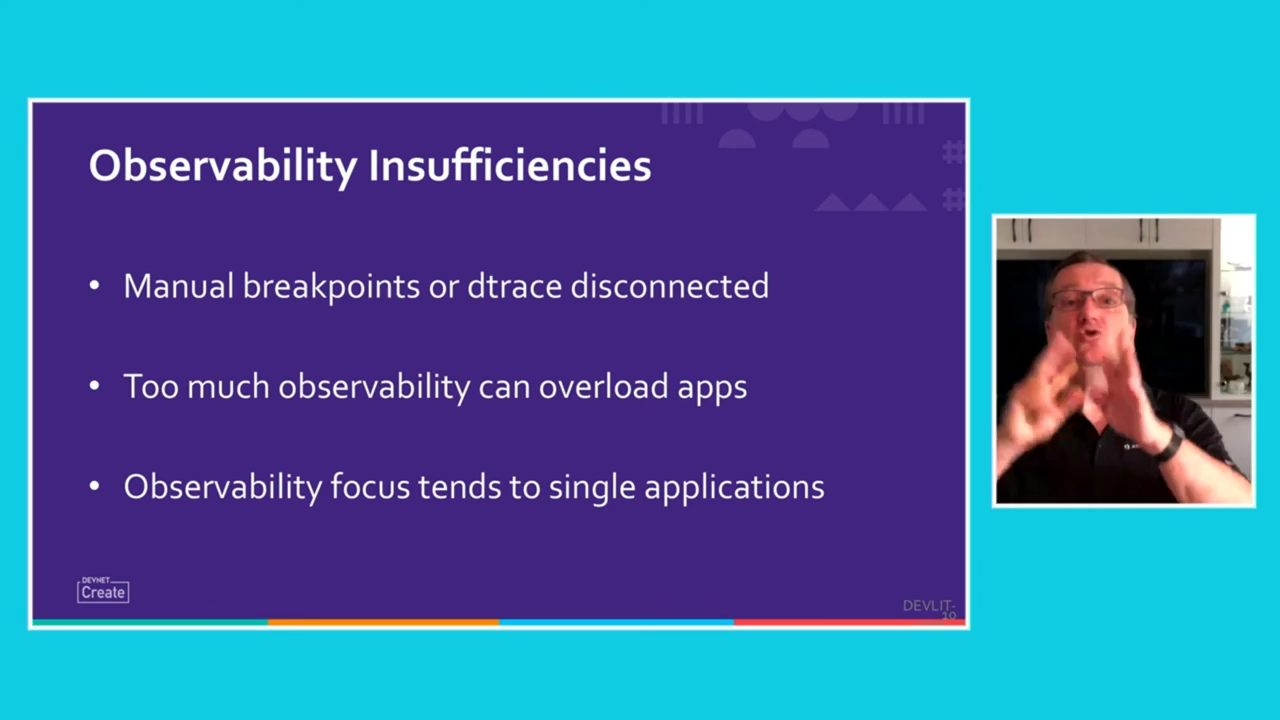 Observability Insufficiencies
• Manual breakpoints or dtrace disconnected
• Too much observability can overload apps
• Observability focus tends to single applications
DEVNET
Create
DEVLIT-
19